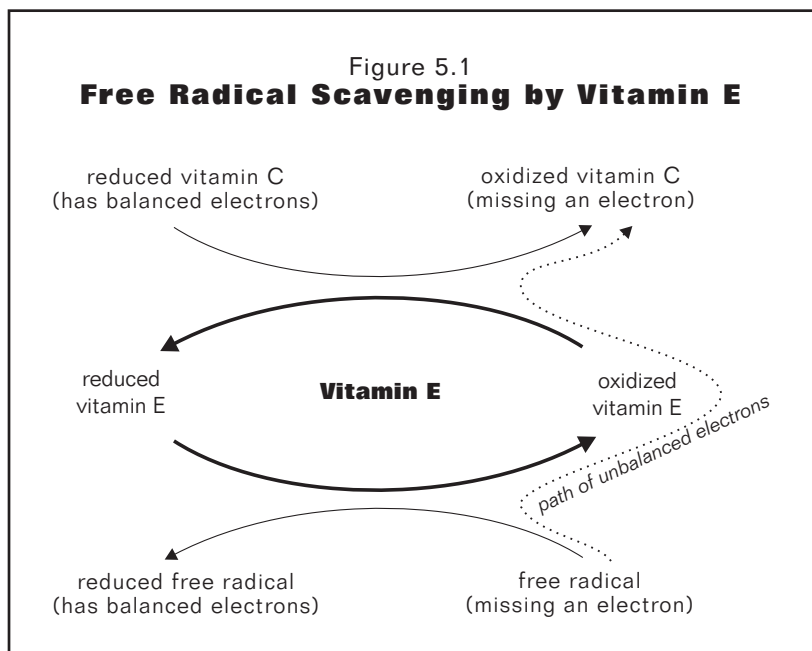 Figure 5.1
Free Radical Scavenging by Vitamin E
reduced vitamin C
(has balanced electrons)
oxidized vitamin C
(missing an electron)
reduced
vitamin E
Vitamin E
oxidized
vitamin E
path of unbalanced electrons
reduced free radical
(has balanced electrons)
free radical
(missing an electron)